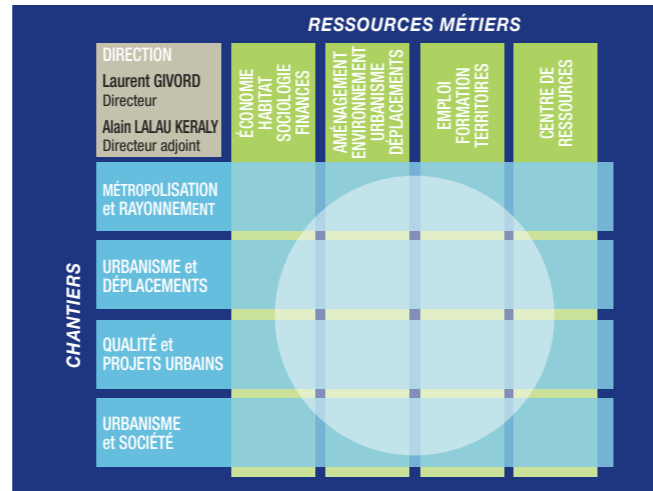 RESSOURCES MÉTIERS
DIRECTION
Laurent GIVORD
Directeur
Alain LALAU KERALY
Directeur adjoint
ÉCONOMIE
HABITAT
SOCIOLOGIE
FINANCES
AMÉNAGEMENT
ENVIRONNEMENT
URBANISME
DÉPLACEMENTS
EMPLOI
FORMATION
TERRITOIRES
CENTRE DE
RESSOURCES
CHANTIERS
MÉTROPOLISATION
et RAYONNEMENT
URBANISME et
DÉPLACEMENTS
QUALITÉ et
PROJETS URBAINS
URBANISME
et SOCIÉTÉ